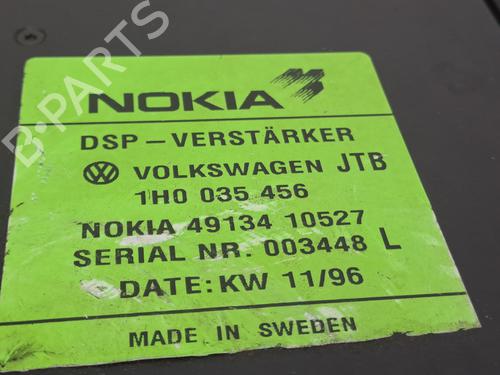 B-PARTS
NOKIA
DSP-VERSTÄRKER
VOLKSWAGEN JTB
1H0 035 456
NOKIA 49134 10527
SERIAL NR. 003448 L
DATE: KW 11/96
MADE IN SWEDEN